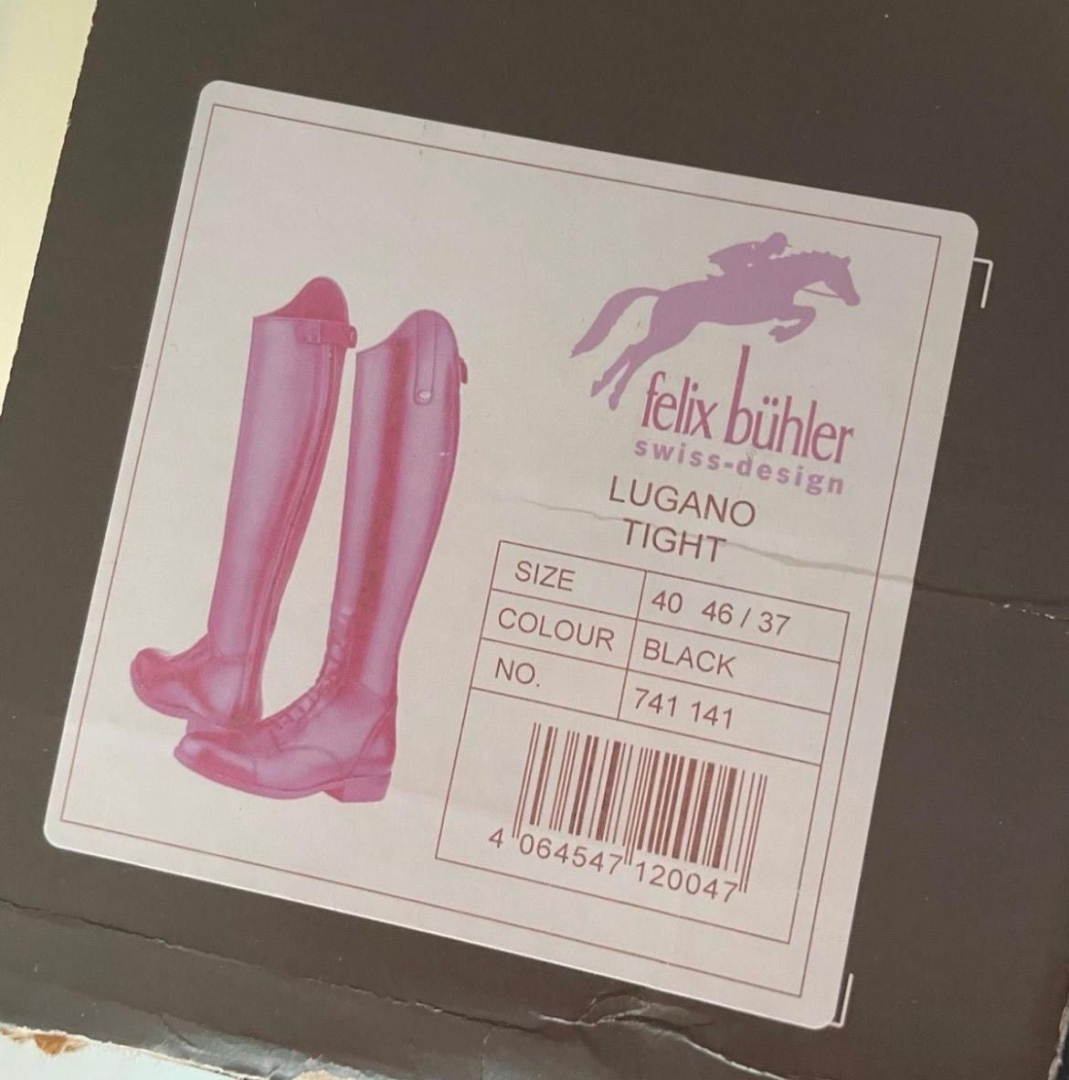 felix bühler
swiss-design
LUGANO
TIGHT
SIZE 40 46 / 37
COLOUR BLACK
NO. 741 141
4 064547 120047